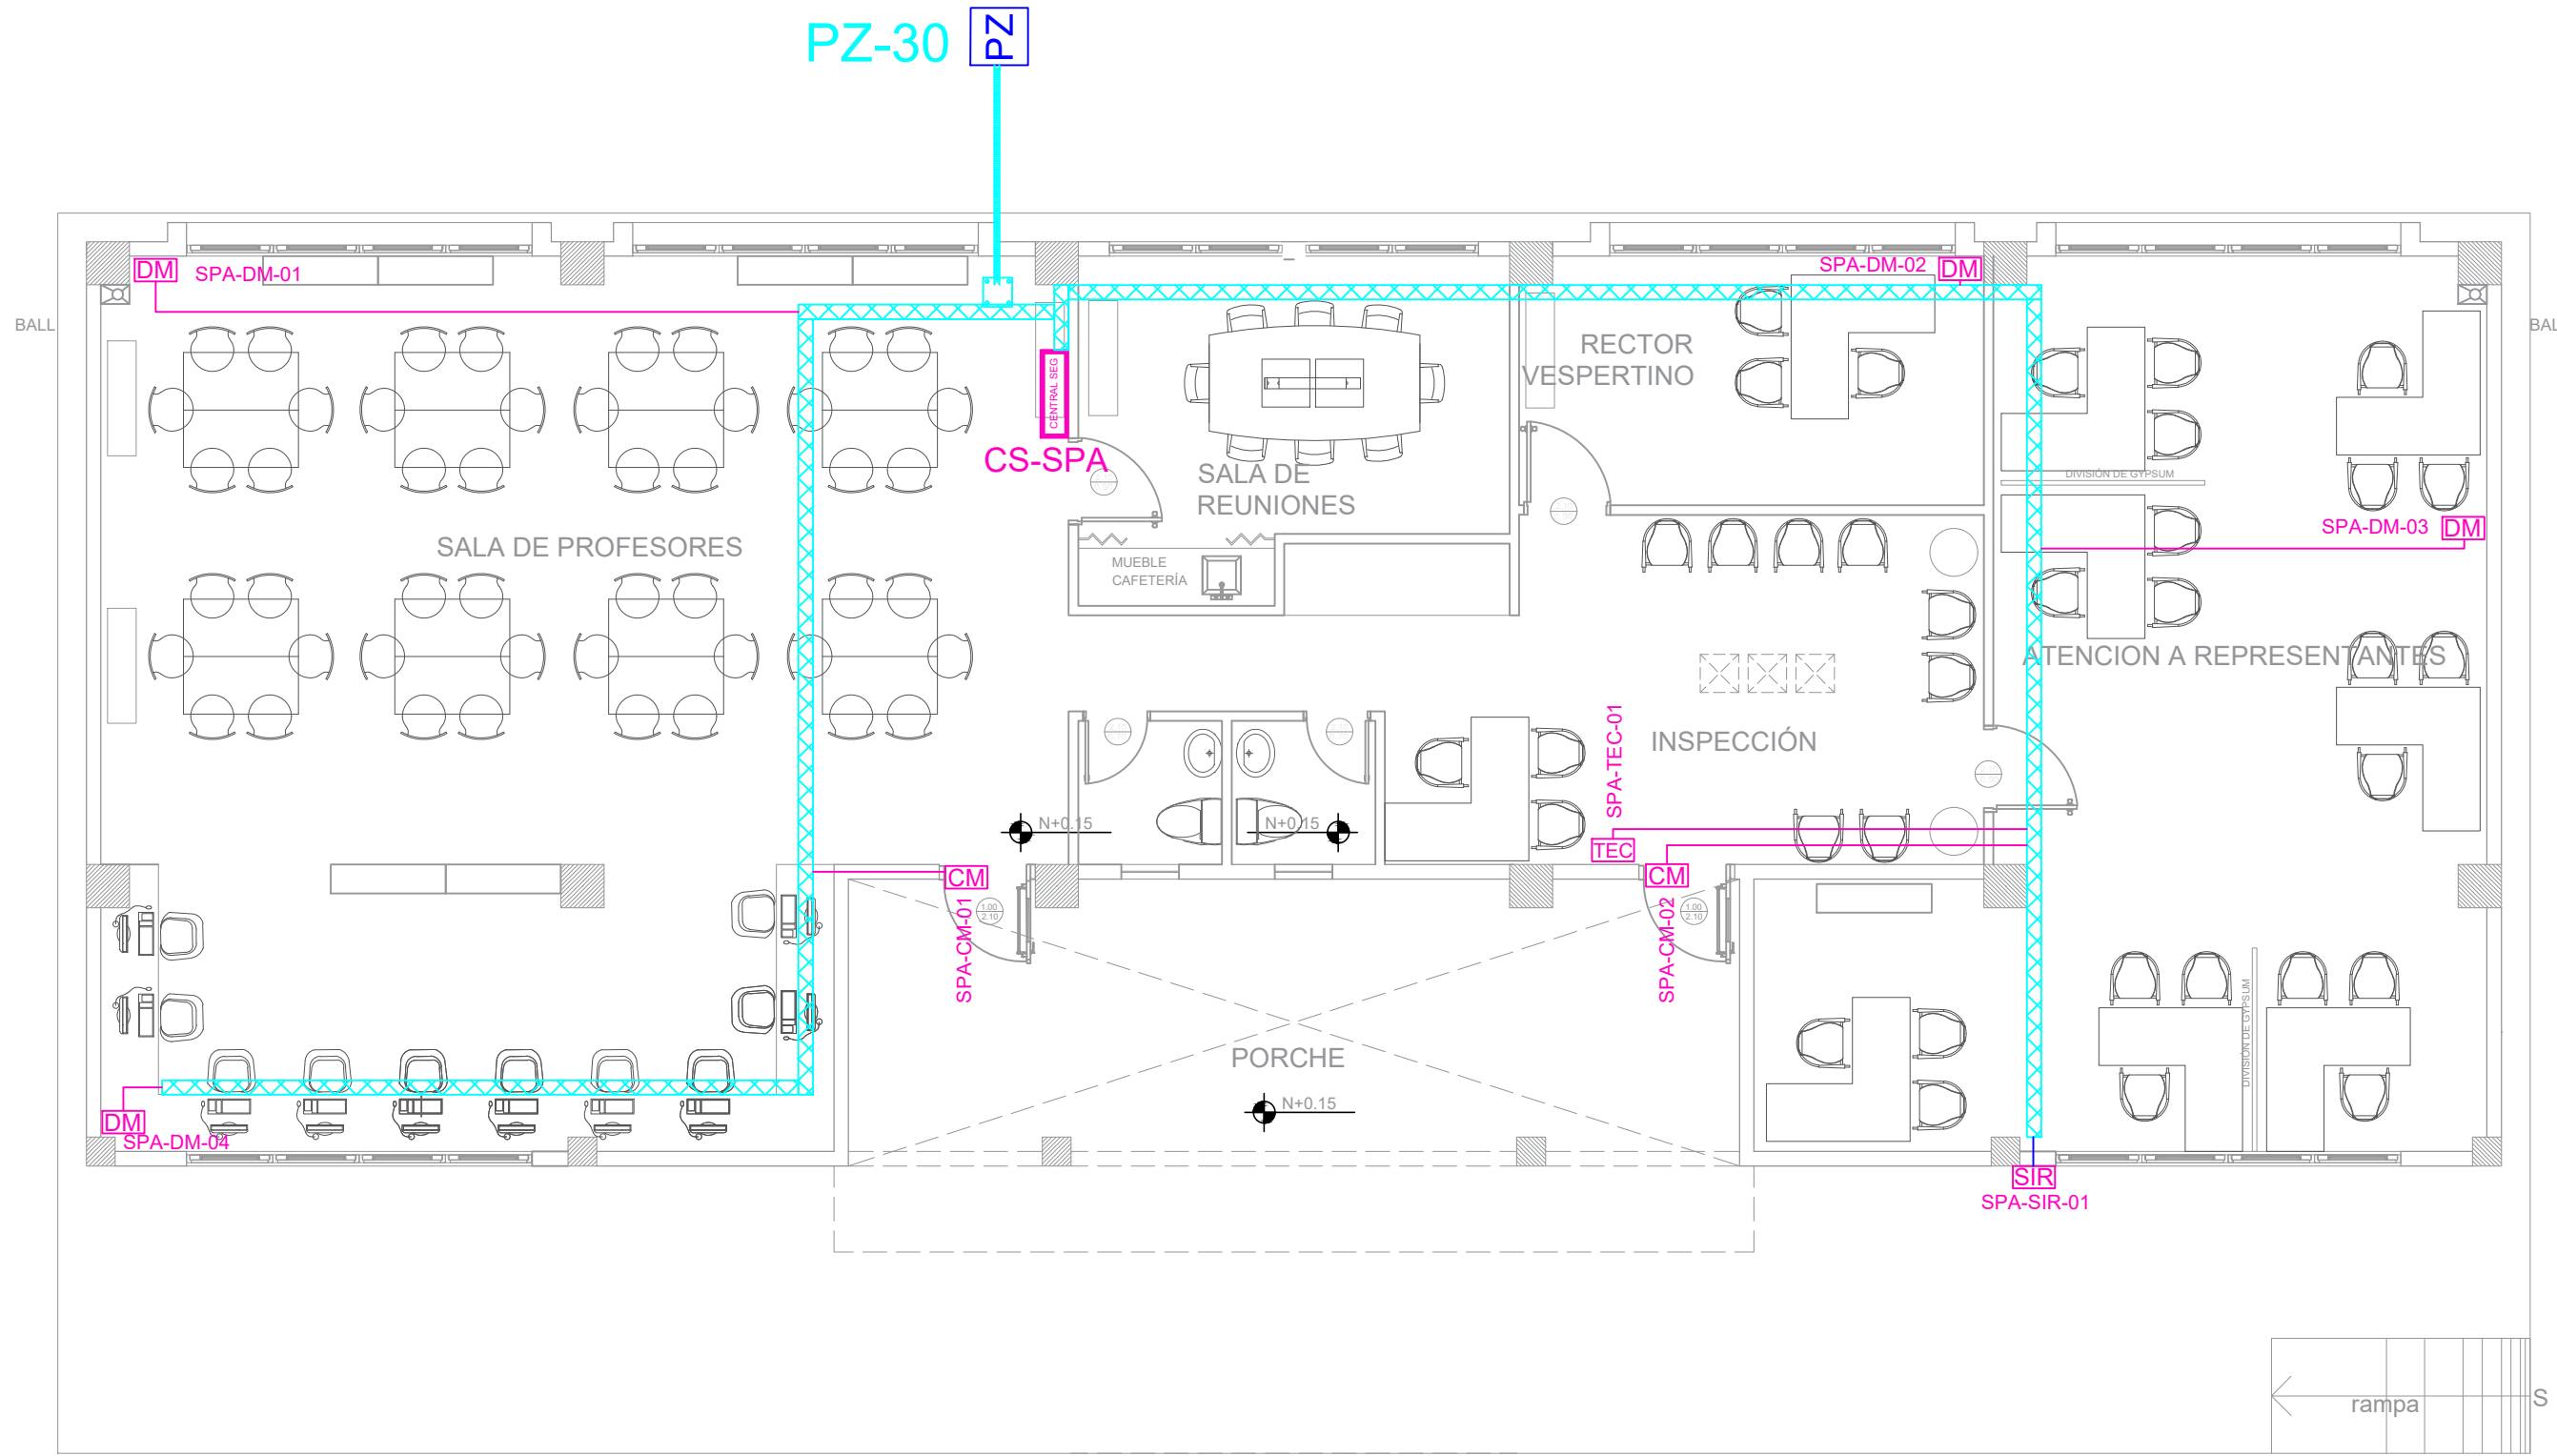 PZ-30
PZ
DM
SPA-DM-01
SPA-DM-02
DM
BALL
BAL
CENTRAL SEG
CS-SPA
RECTOR
VESPERTINO
SALA DE
REUNIONES
DIVISIÓN DE GYPSUM
SPA-DM-03
DM
SALA DE PROFESORES
MUEBLE
CAFETERÍA
ATENCION A REPRESENTANTES
SPA-TEC-01
INSPECCIÓN
N+0.15
N+0.15
TEC
CM
CM
SPA-CM-01
1.00
2.10
SPA-CM-02
1.00
2.10
DIVISIÓN DE GYPSUM
PORCHE
N+0.15
DM
SPA-DM-04
SIR
SPA-SIR-01
rampa
S